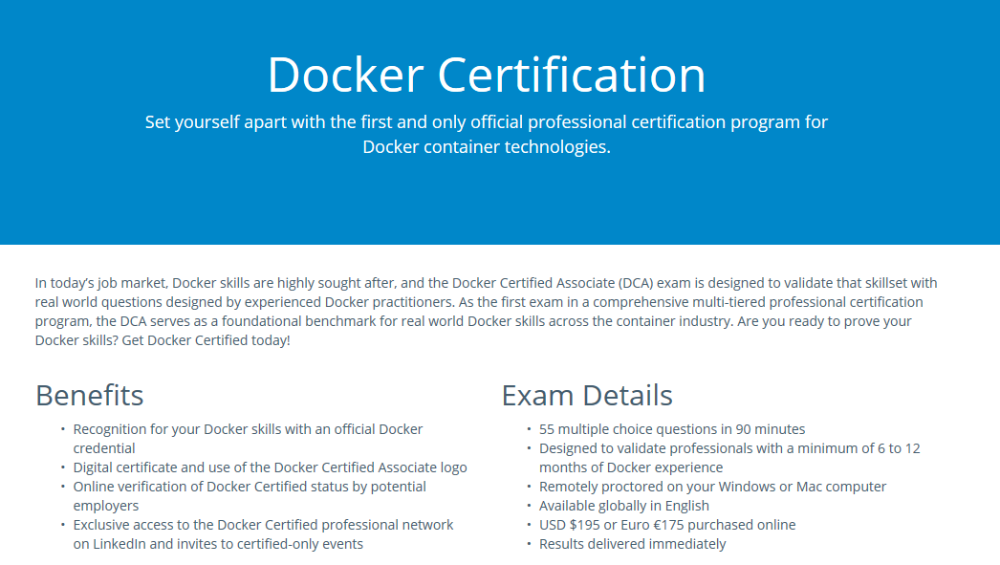 Docker Certification
Set yourself apart with the first and only official professional certification program for
Docker container technologies.
In today's job market, Docker skills are highly sought after, and the Docker Certified Associate (DCA) exam is designed to validate that skillset with
real world questions designed by experienced Docker practitioners. As the first exam in a comprehensive multi-tiered professional certification
program, the DCA serves as a foundational benchmark for real world Docker skills across the container industry. Are you ready to prove your
Docker skills? Get Docker Certified today!
Benefits
• Recognition for your Docker skills with an official Docker
credential
• Digital certificate and use of the Docker Certified Associate logo
• Online verification of Docker Certified status by potential
employers
• Exclusive access to the Docker Certified professional network
on LinkedIn and invites to certified-only events
Exam Details
• 55 multiple choice questions in 90 minutes
• Designed to validate professionals with a minimum of 6 to 12
months of Docker experience
• Remotely proctored on your Windows or Mac computer
• Available globally in English
• USD $195 or Euro €175 purchased online
• Results delivered immediately